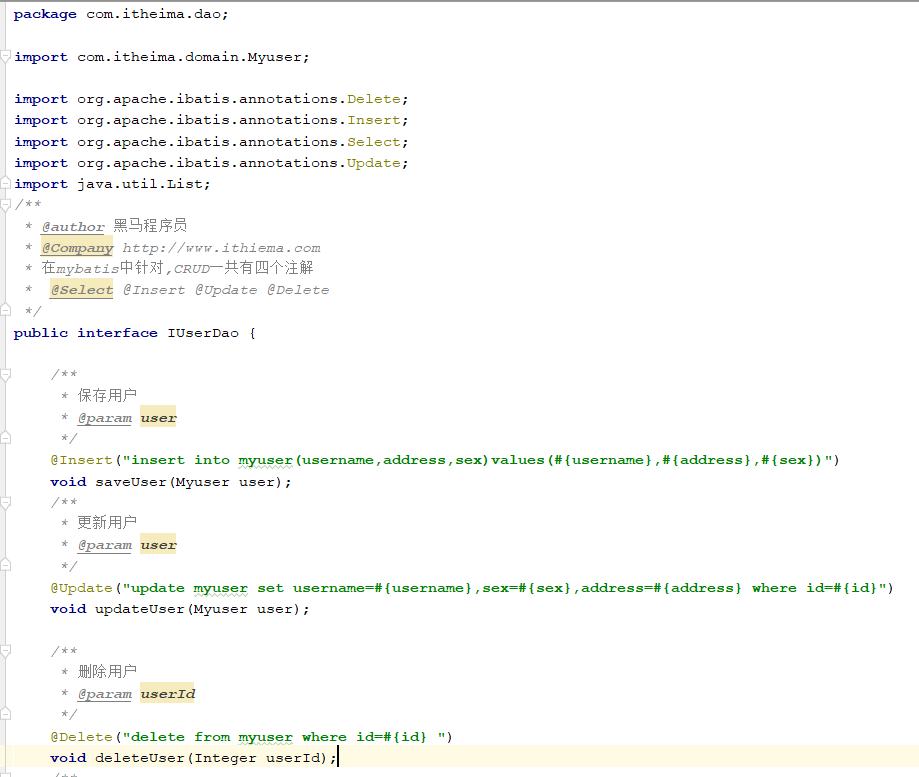 package com.itheima.dao;
import com.itheima.domain.Myuser;
import org.apache.ibatis.annotations.Delete;
import org.apache.ibatis.annotations.Insert;
import org.apache.ibatis.annotations.Select;
import org.apache.ibatis.annotations.Update;
import java.util.List;
/**
 * @author 黑马程序员
 * @Company http://www.ithiema.com
 * 在mybatis中针对,CRUD一共有四个注解
 *  @Select @Insert @Update @Delete
 */
public interface IUserDao {
    /**
     * 保存用户
     * @param user
     */
    @Insert("insert into myuser(username,address,sex)values(#{username},#{address},#{sex})")
    void saveUser(Myuser user);
    /**
     * 更新用户
     * @param user
     */
    @Update("update myuser set username=#{username},sex=#{sex},address=#{address} where id=#{id}")
    void updateUser(Myuser user);
    /**
     * 删除用户
     * @param userId
     */
    @Delete("delete from myuser where id=#{id} ")
    void deleteUser(Integer userId);
    /**